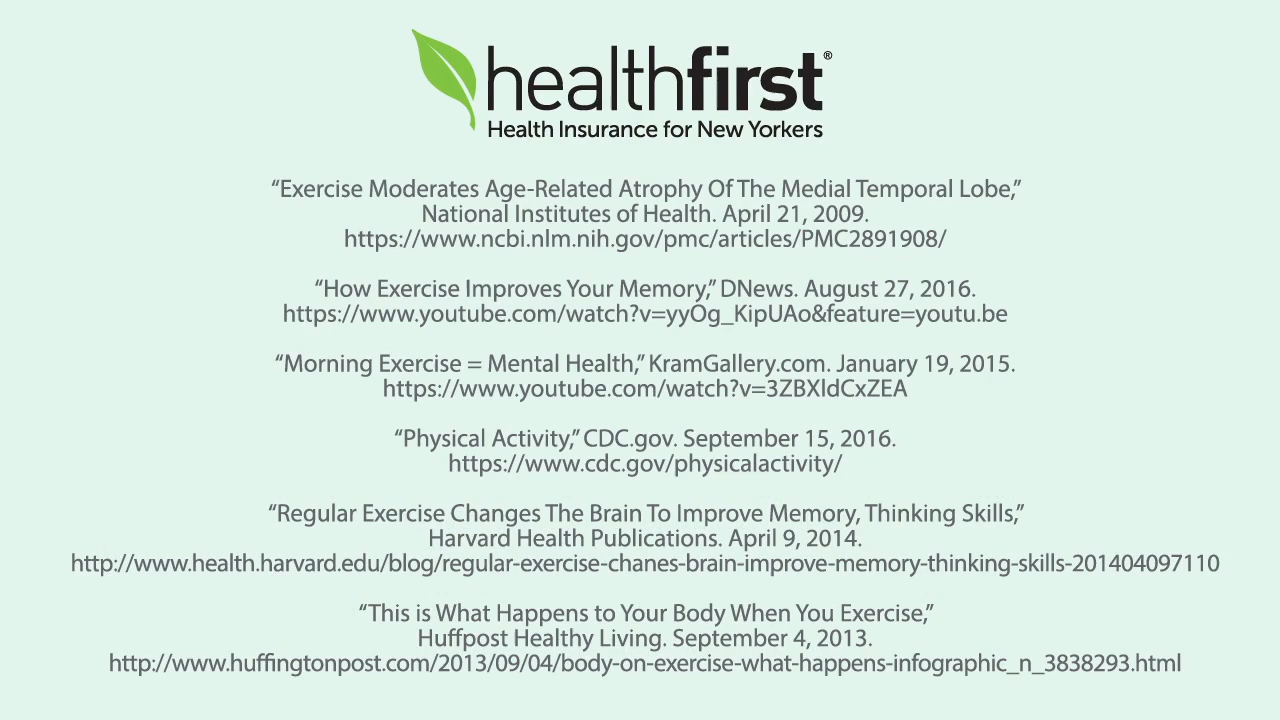 healthfirst®
Health Insurance for New Yorkers
“Exercise Moderates Age-Related Atrophy Of The Medial Temporal Lobe,”
National Institutes of Health. April 21, 2009.
https://www.ncbi.nlm.nih.gov/pmc/articles/PMC2891908/
“How Exercise Improves Your Memory,” DNews. August 27, 2016.
https://www.youtube.com/watch?v=yyOg_KipUAo&feature=youtu.be
“Morning Exercise = Mental Health,” KramGallery.com. January 19, 2015.
https://www.youtube.com/watch?v=3ZBXldCxZEA
“Physical Activity,” CDC.gov. September 15, 2016.
https://www.cdc.gov/physicalactivity/
“Regular Exercise Changes The Brain To Improve Memory, Thinking Skills,”
Harvard Health Publications. April 9, 2014.
http://www.health.harvard.edu/blog/regular-exercise-chanes-brain-improve-memory-thinking-skills-201404097110
“This is What Happens to Your Body When You Exercise,”
Huffpost Healthy Living. September 4, 2013.
http://www.huffingtonpost.com/2013/09/04/body-on-exercise-what-happens-infographic_n_3838293.html